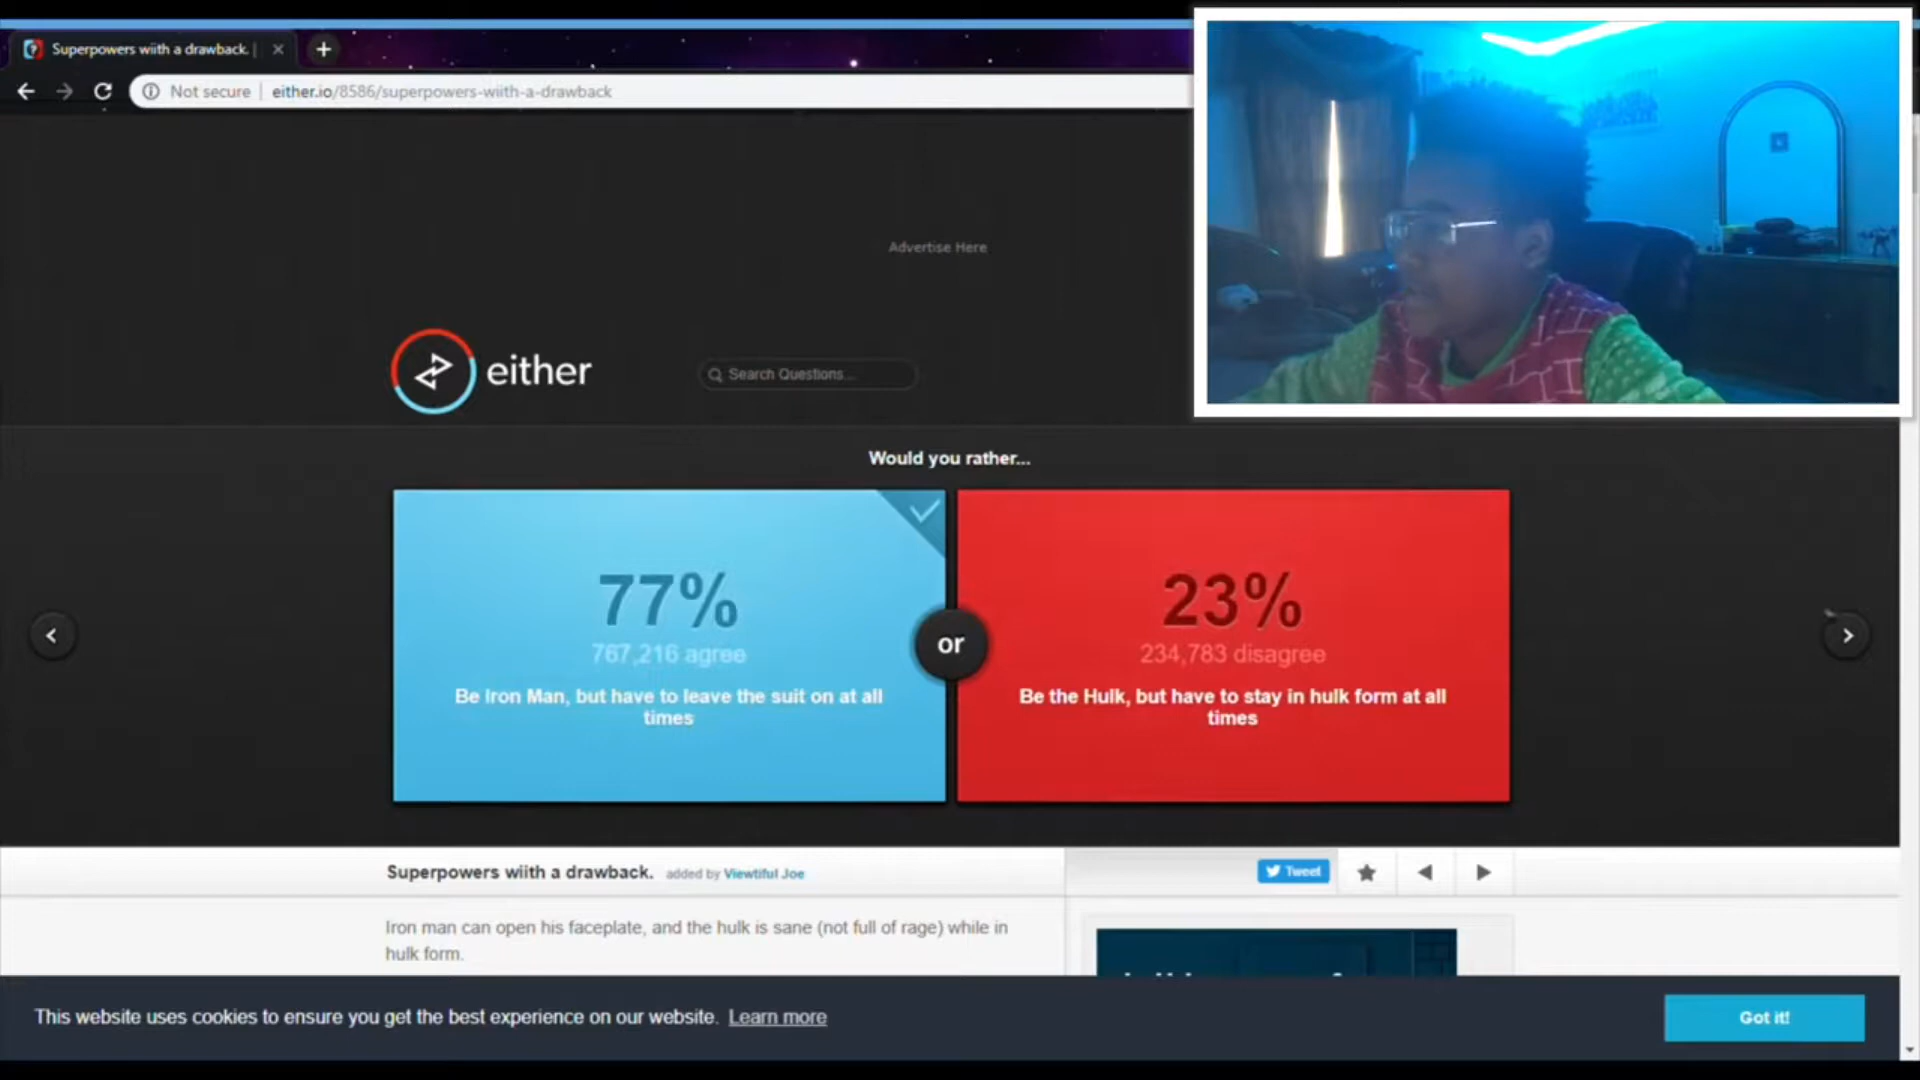 Superpowers wiith a drawback. |
Not secure | either.io/8586/superpowers-wiith-a-drawback
Advertise Here
either
Search Questions...
Would you rather...
77%
767,216 agree
Be Iron Man, but have to leave the suit on at all
times
or
23%
234,783 disagree
Be the Hulk, but have to stay in hulk form at all
times
Superpowers wiith a drawback. added by Viewtiful Joe
Tweet
Iron man can open his faceplate, and the hulk is sane (not full of rage) while in
hulk form.
This website uses cookies to ensure you get the best experience on our website. Learn more
Got it!